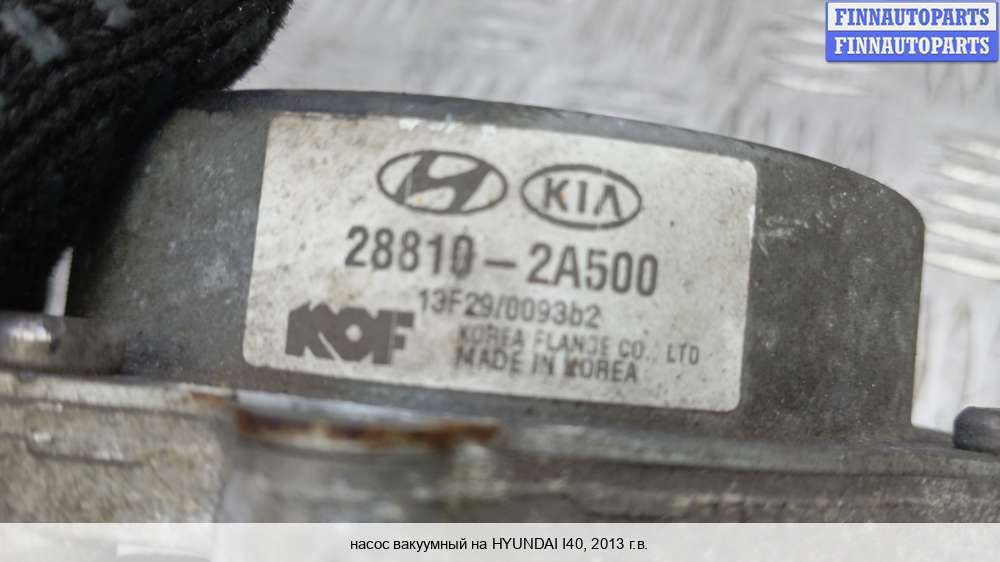 FINNAUTOPARTS
FINNAUTOPARTS
KIA
28810-2A500
13F29/0093b2
KOF
KOREA FLANGE CO., LTD
MADE IN KOREA
насос вакуумный на HYUNDAI I40, 2013 г.в.